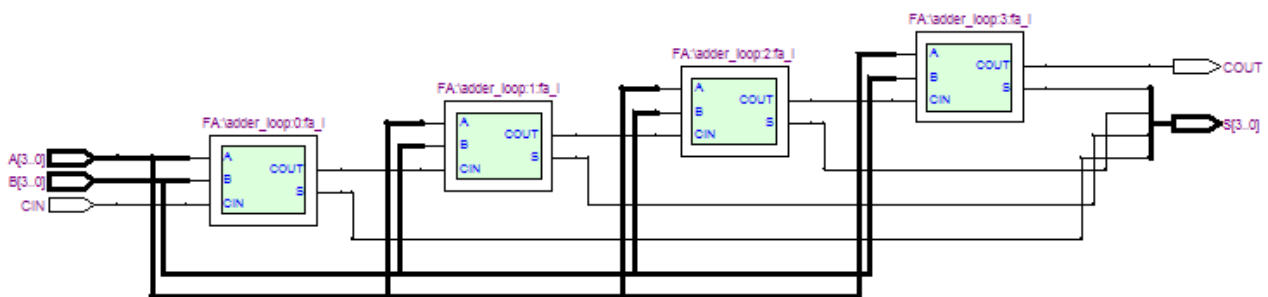 FA:\adder_loop:3:fa_i
A
B
CIN
COUT
S
COUT
S[3..0]
FA:\adder_loop:2:fa_i
A
B
CIN
COUT
S
FA:\adder_loop:1:fa_i
A
B
CIN
COUT
S
FA:\adder_loop:0:fa_i
A
B
CIN
COUT
S
A[3..0]
B[3..0]
CIN